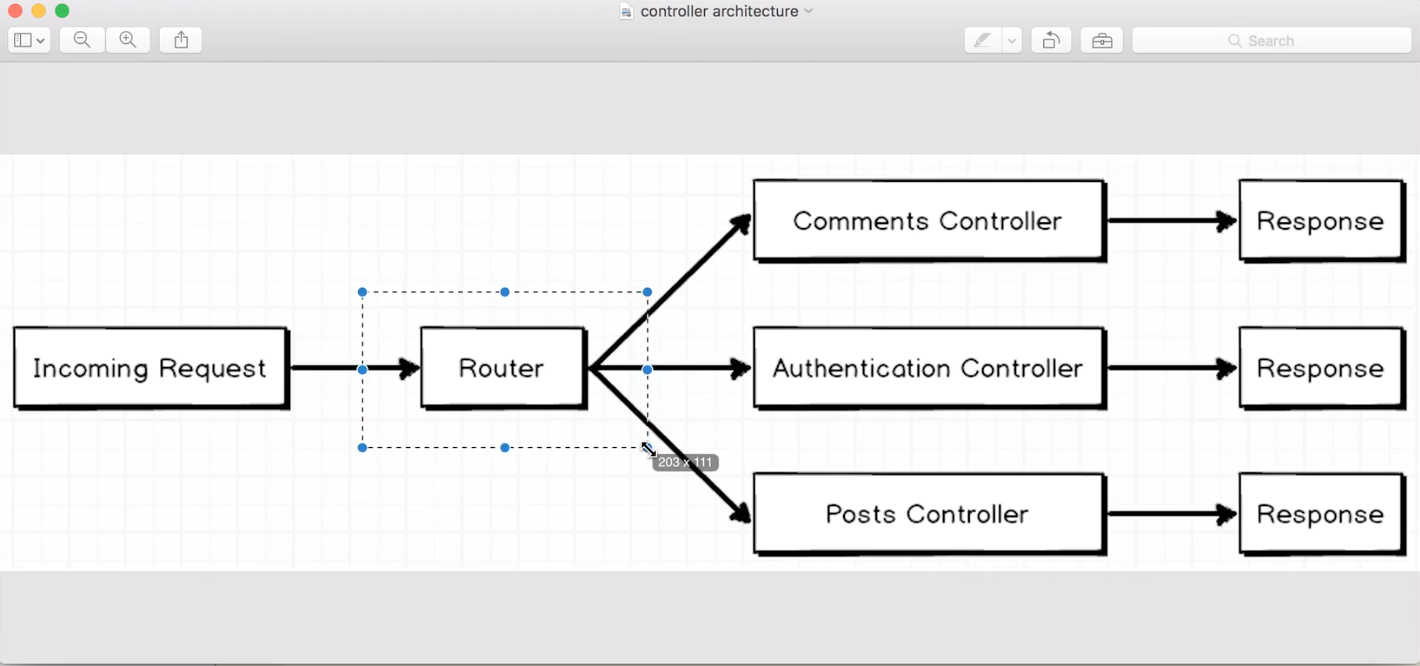 controller architecture
Search
Comments Controller
Response
Incoming Request
Router
Authentication Controller
Response
203 x 111
Posts Controller
Response